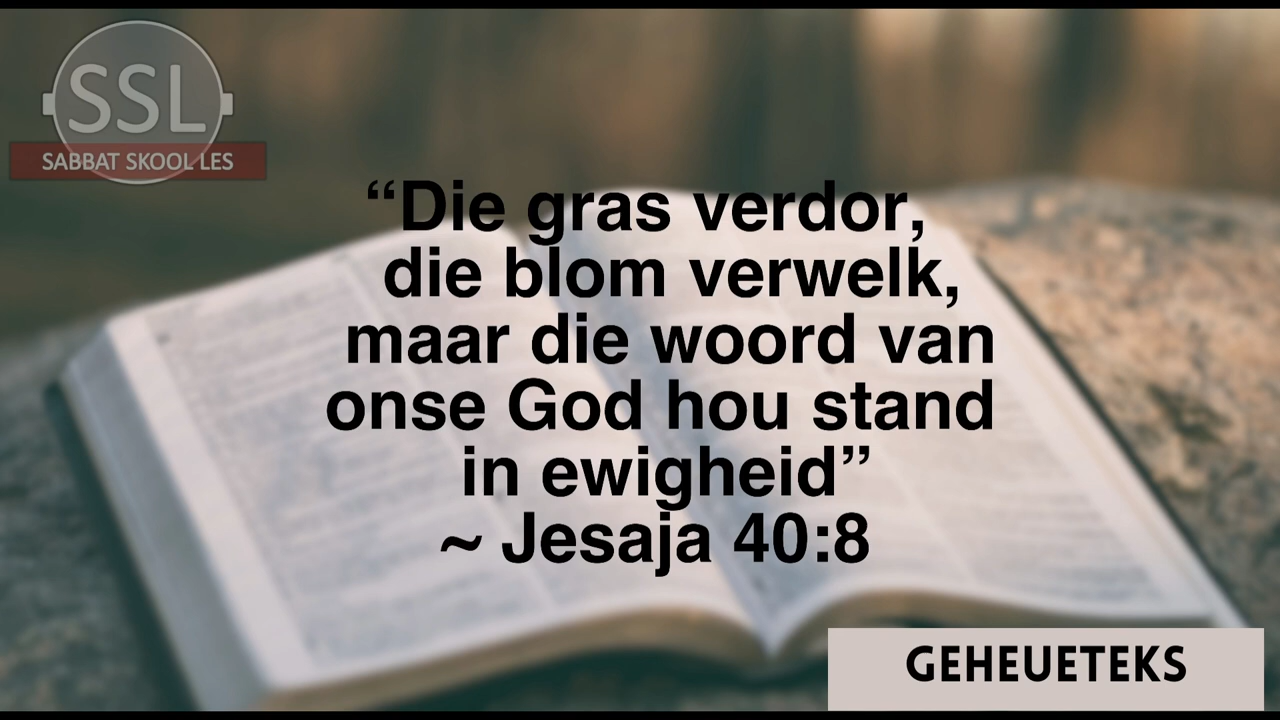 SSL
SABBAT SKOOL LES
“Die gras verdor,
die blom verwelk,
maar die woord van
onse God hou stand
in ewigheid”
~ Jesaja 40:8
GEHEUETEKS